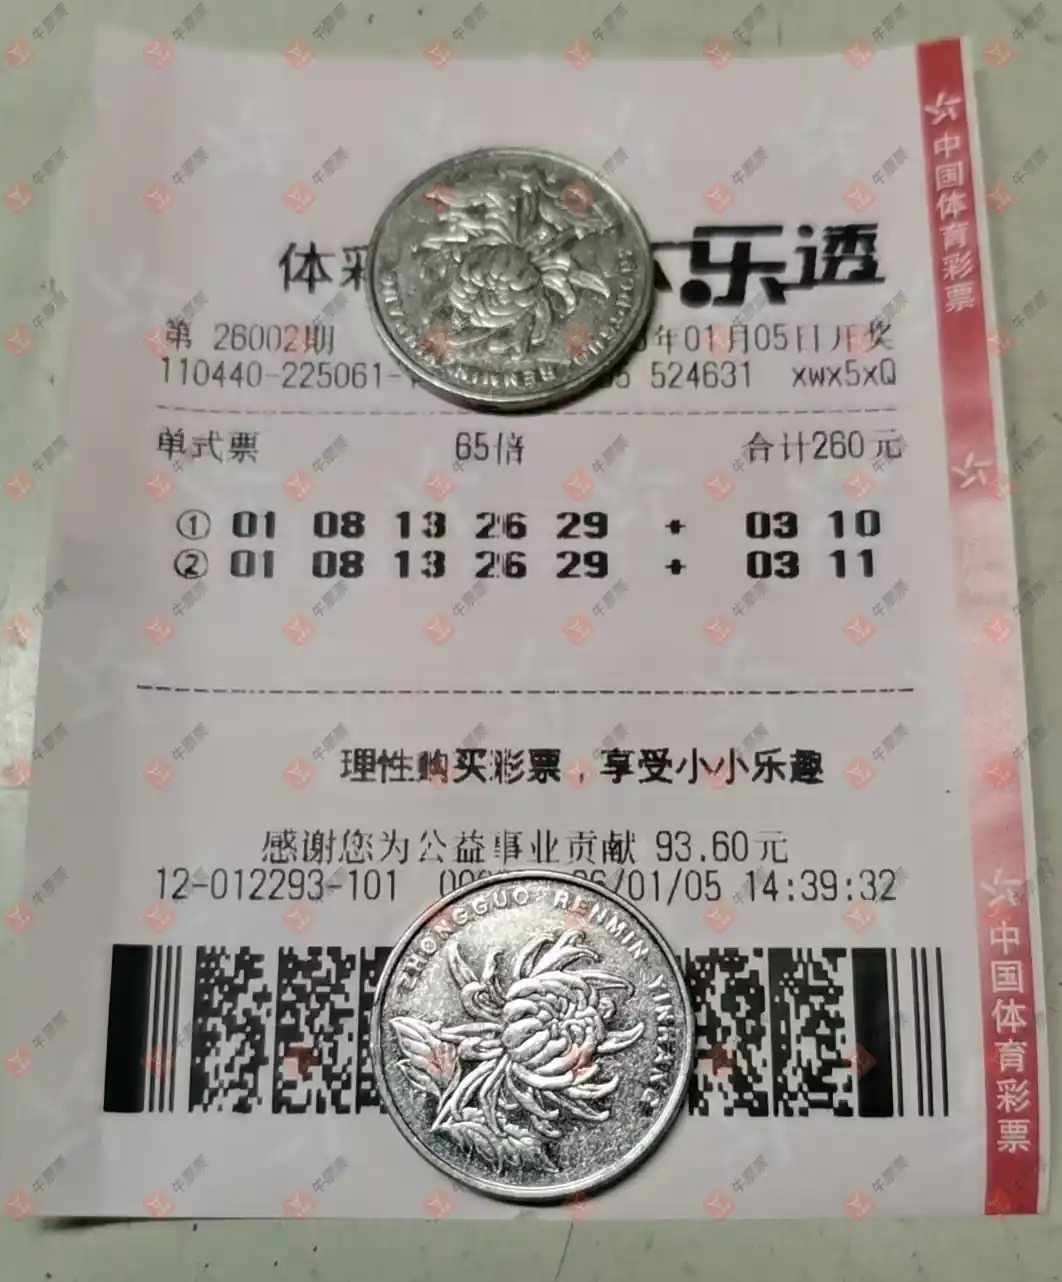 体彩 乐透
第 26002期 年01月05日开奖
110440-225061- 524631 xwx5xQ
单式票 65倍 合计260元
① 01 08 13 26 29 + 03 10
② 01 08 13 26 29 + 03 11
理性购买彩票，享受小小乐趣
感谢您为公益事业贡献 93.60元
12-012293-101 6/01/05 14:39:32
ZHONGGUO RENMIN YINHANG
中国体育彩票
中国体育彩票
牛票票